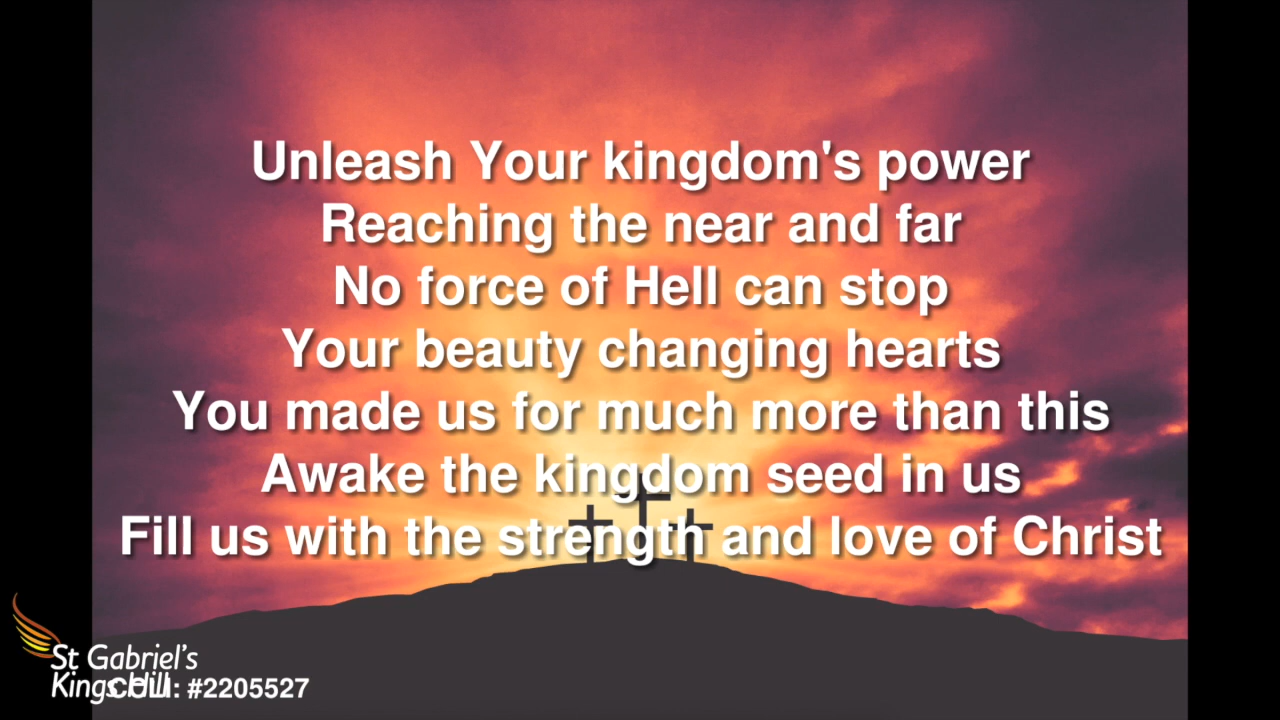 Unleash Your kingdom's power
Reaching the near and far
No force of Hell can stop
Your beauty changing hearts
You made us for much more than this
Awake the kingdom seed in us
Fill us with the strength and love of Christ
St Gabriel's
Kings Hill
#2205527